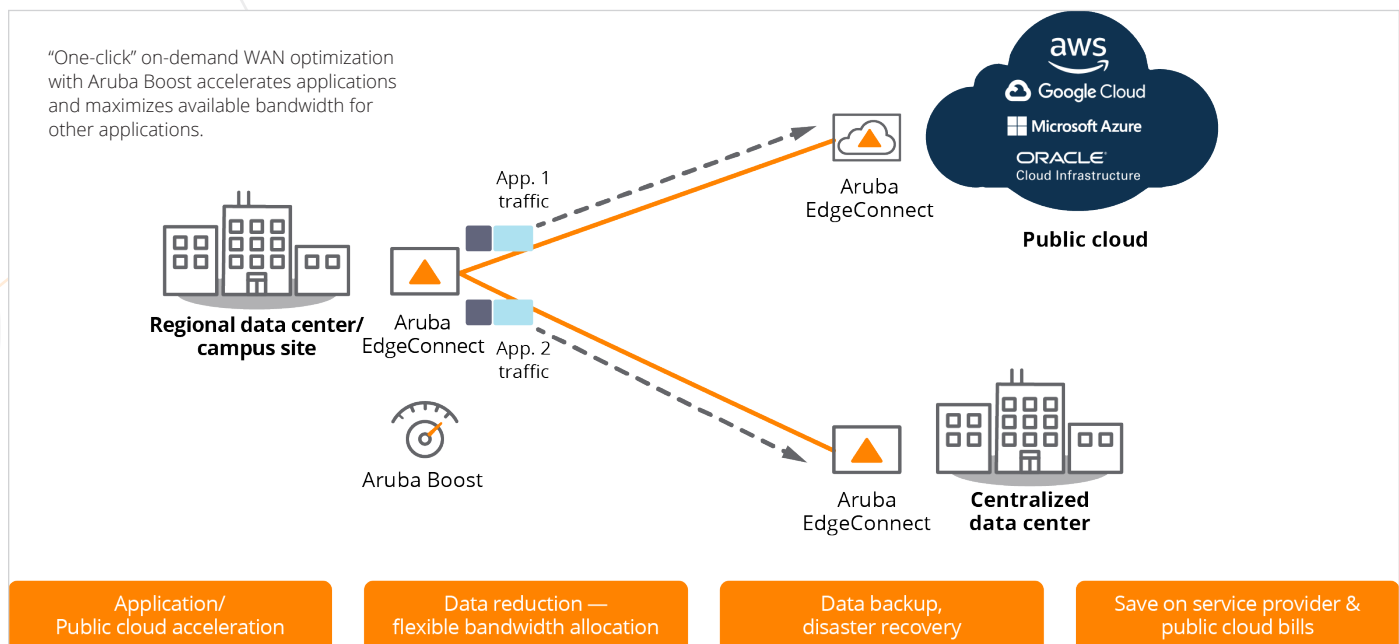 “One-click” on-demand WAN optimization
with Aruba Boost accelerates applications
and maximizes available bandwidth for
other applications.
aws
Google Cloud
Microsoft Azure
ORACLE
Cloud Infrastructure
Public cloud
Aruba
EdgeConnect
App. 1
traffic
Regional data center/
campus site
Aruba
EdgeConnect
App. 2
traffic
Aruba Boost
Aruba
EdgeConnect
Centralized
data center
Application/
Public cloud acceleration
Data reduction —
flexible bandwidth allocation
Data backup,
disaster recovery
Save on service provider &
public cloud bills